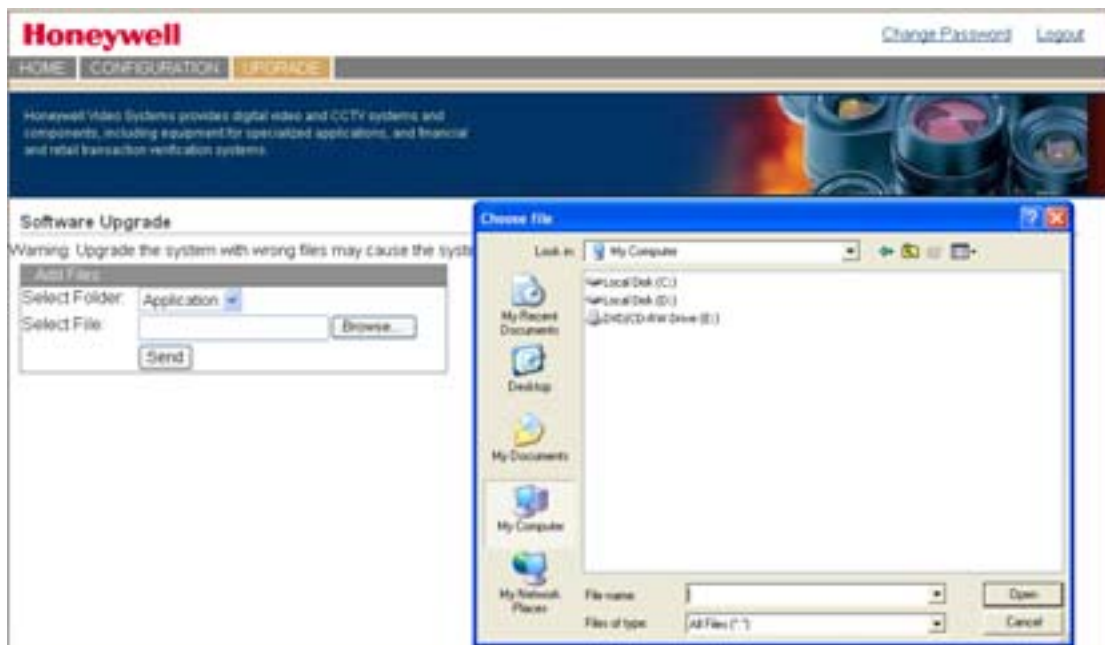 Honeywell
Change Password Logout
HOME CONFIGURATION UPGRADE
Honeywell Video Systems provides digital video and CCTV systems and
components, including equipment for specialized applications, and financial
and retail transaction verification systems.
Software Upgrade
Warning: Upgrade the system with wrong files may cause the syste
Add Files
Select Folder: Application
Select File: Browse...
Send
Choose file
Look in: My Computer
My Recent
Documents
Desktop
My Documents
My Computer
My Network
Places
Local Disk (C:)
Local Disk (D:)
DVD/CD-RW Drive (E:)
File name: Open
Files of type: All Files (*.*) Cancel